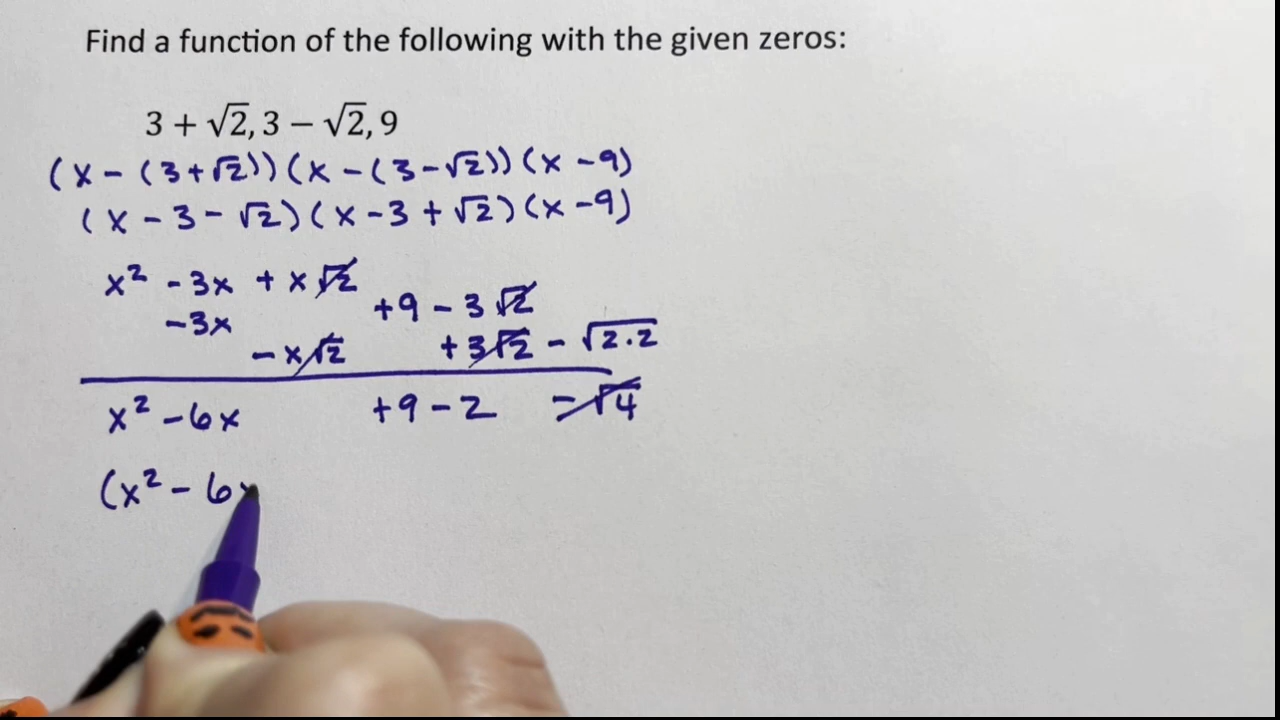 Find a function of the following with the given zeros:
3 + √2, 3 − √2, 9
(x - (3+√2))(x - (3-√2))(x - 9)
(x - 3 - √2)(x - 3 + √2)(x - 9)
x² - 3x + x√2 + 9 - 3√2
- 3x - x√2 + 3√2 - √2·2
x² - 6x + 9 - 2 = √4
(x² - 6x